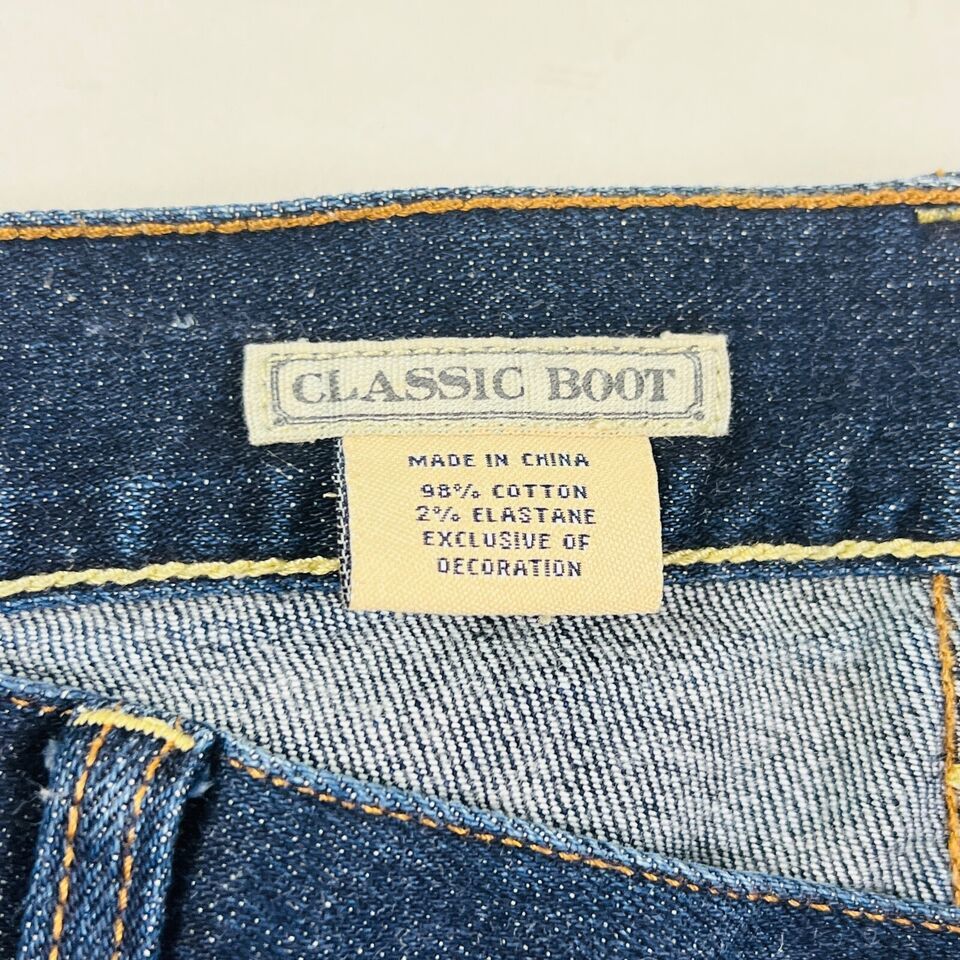 CLASSIC BOOT
MADE IN CHINA
98% COTTON
2% ELASTANE
EXCLUSIVE OF
DECORATION